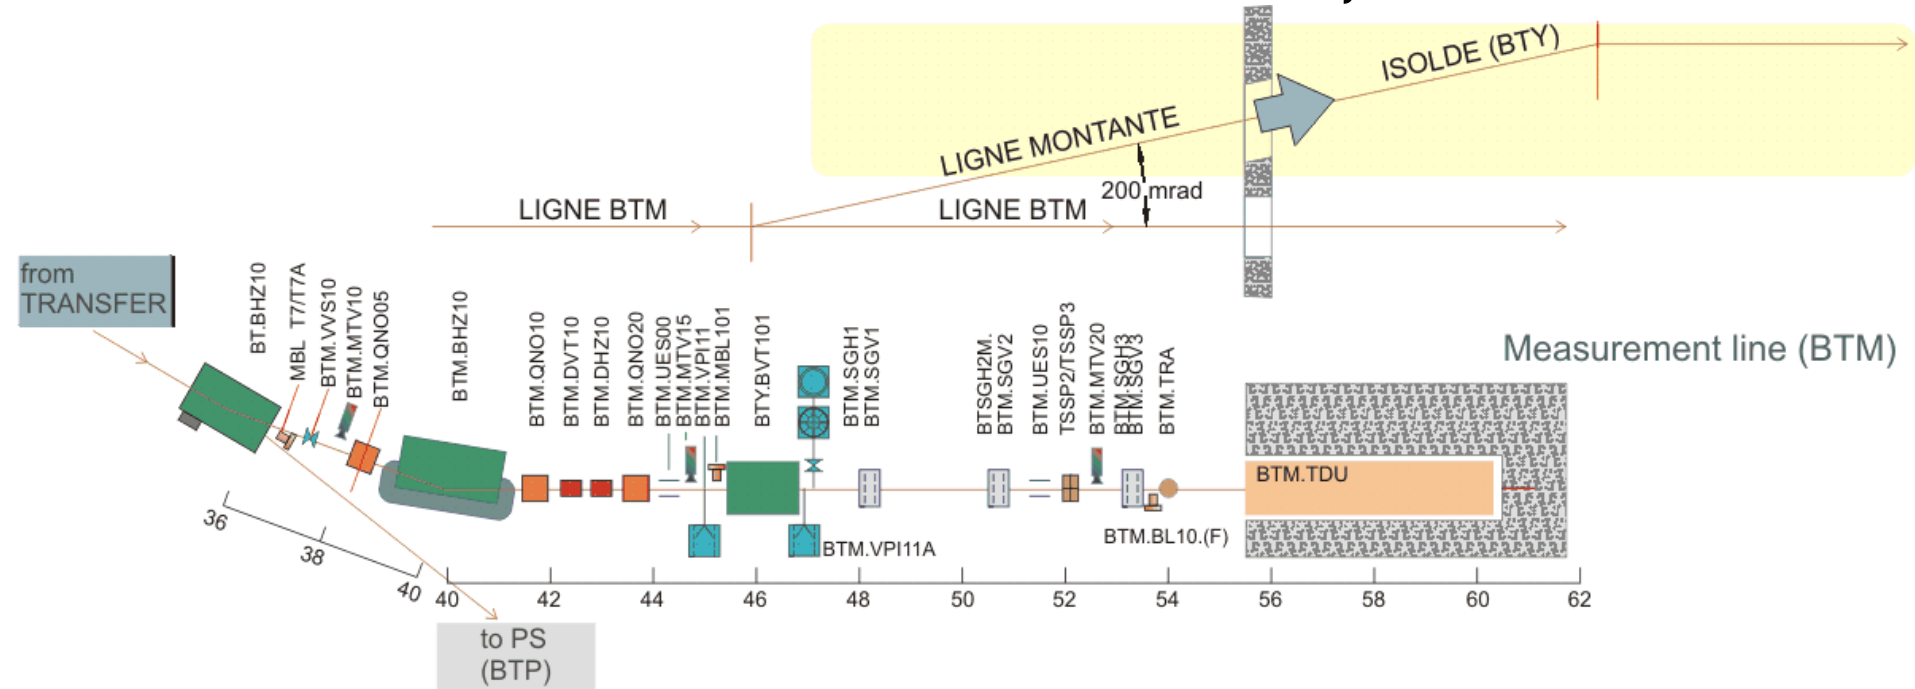 ISOLDE (BTY)
LIGNE MONTANTE
200 mrad
LIGNE BTM
LIGNE BTM
from
TRANSFER
BT.BHZ10
MBL T7/T7A
BTM.VVS10
BTM.MTV10
BTM.QNO05
BTM.BHZ10
BTM.QNO10
BTM.DVT10
BTM.DHZ10
BTM.QNO20
BTM.UES00
BTM.MTV15
BTM.VPI11
BTM.MBL101
BTY.BVT101
BTM.SGH1
BTM.SGV1
BTSGH2M.
BTM.SGV2
BTM.UES10
TSSP2/TSSP3
BTM.MTV20
BTM.SGH3
BTM.SGV3
BTM.TRA
Measurement line (BTM)
BTM.TDU
BTM.VPI11A
BTM.BL10.(F)
36
38
40
40
42
44
46
48
50
52
54
56
58
60
62
to PS
(BTP)